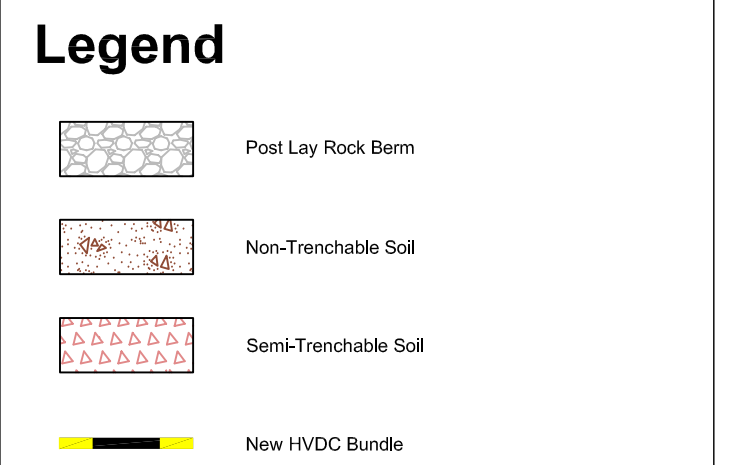 Legend
Post Lay Rock Berm
Non-Trenchable Soil
Semi-Trenchable Soil
New HVDC Bundle